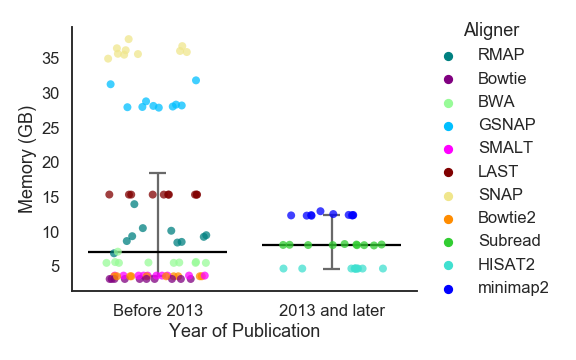 Aligner
RMAP
Bowtie
BWA
GSNAP
SMALT
LAST
SNAP
Bowtie2
Subread
HISAT2
minimap2
Memory (GB)
35
30
25
20
15
10
5
Before 2013
2013 and later
Year of Publication